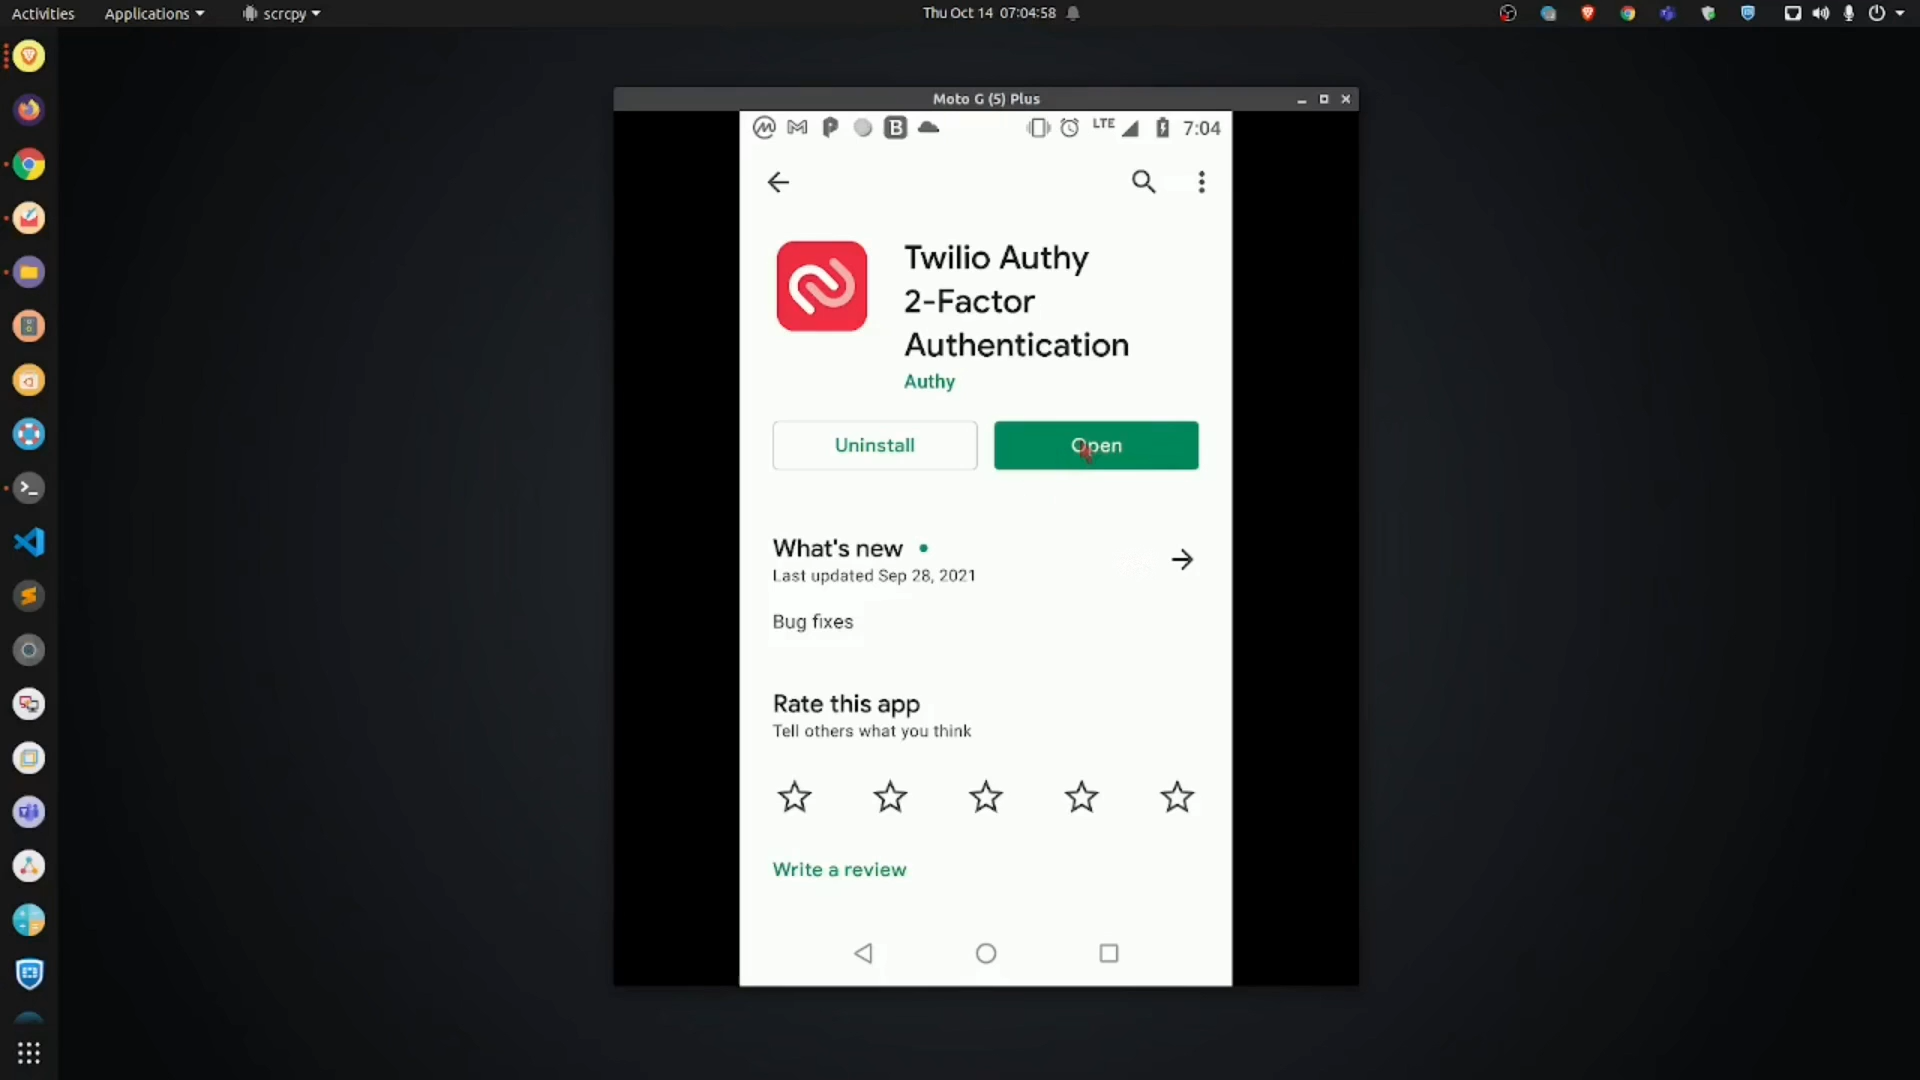 Activities Applications scrcpy Thu Oct 14 07:04:58
Moto G (5) Plus
LTE 7:04
Twilio Authy
2-Factor
Authentication
Authy
Uninstall Open
What's new
Last updated Sep 28, 2021
Bug fixes
Rate this app
Tell others what you think
Write a review